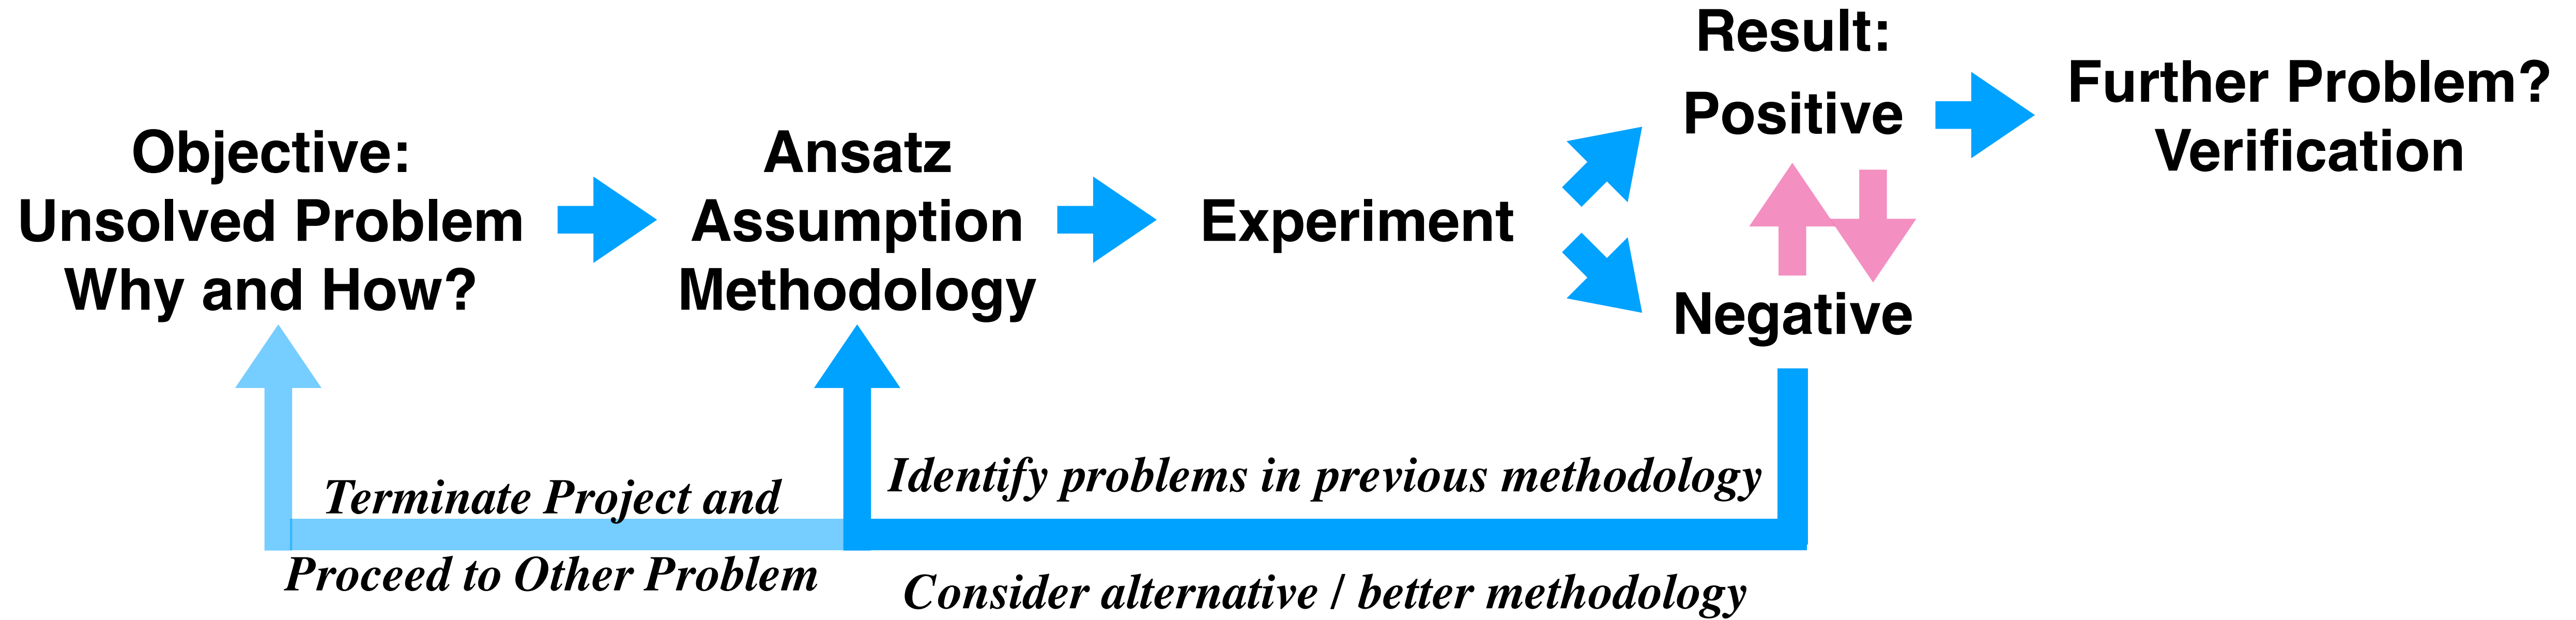 Objective:
Unsolved Problem
Why and How?
Ansatz
Assumption
Methodology
Experiment
Result:
Positive
Negative
Further Problem?
Verification
Terminate Project and
Proceed to Other Problem
Identify problems in previous methodology
Consider alternative / better methodology